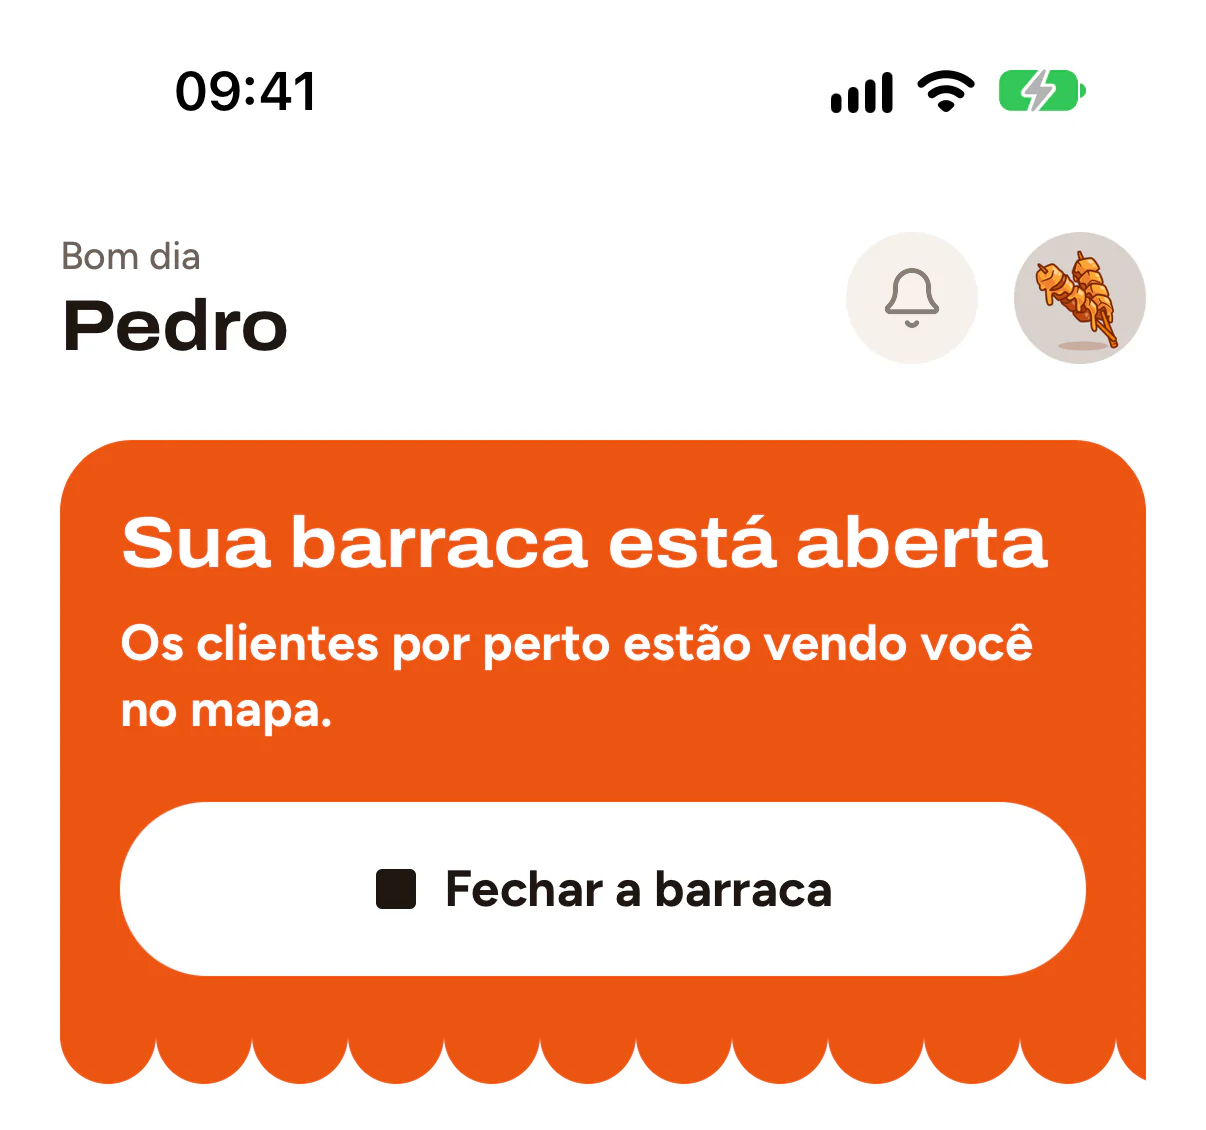 09:41
Bom dia
Pedro
Sua barraca está aberta
Os clientes por perto estão vendo você
no mapa.
Fechar a barraca